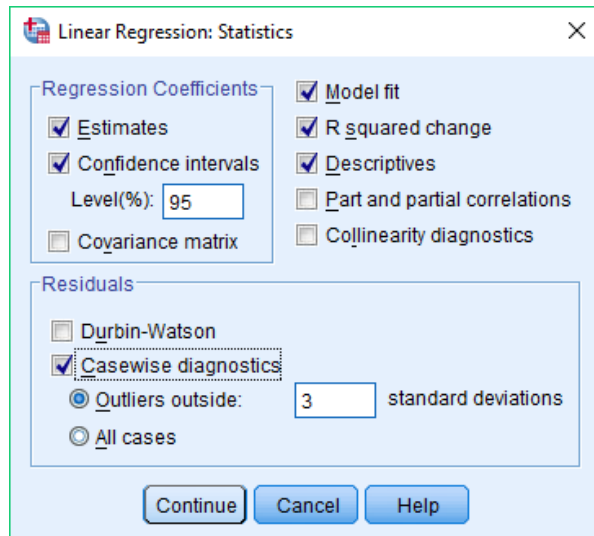 Linear Regression: Statistics
Regression Coefficients
Estimates
Confidence intervals
Level(%): 95
Covariance matrix
Model fit
R squared change
Descriptives
Part and partial correlations
Collinearity diagnostics
Residuals
Durbin-Watson
Casewise diagnostics
Outliers outside: 3 standard deviations
All cases
Continue Cancel Help